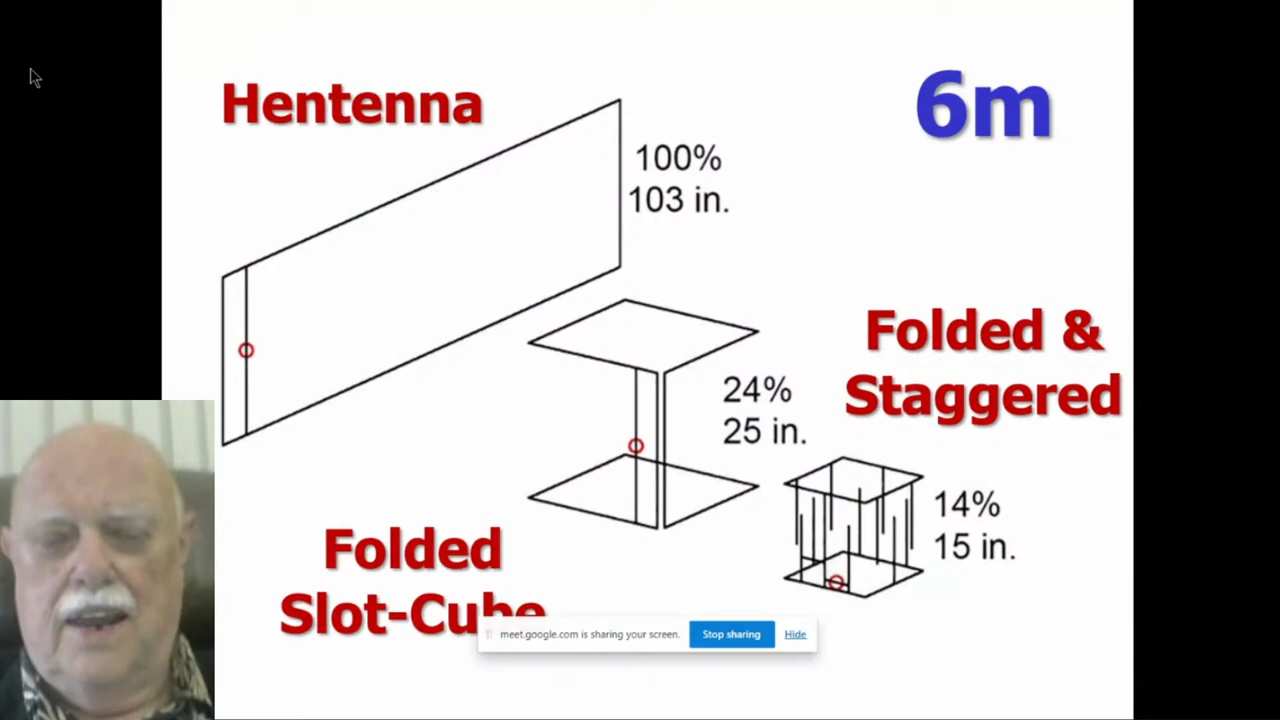 Hentenna
6m
100%
103 in.
Folded &
Staggered
24%
25 in.
14%
15 in.
Folded
Slot-Cube
meet.google.com is sharing your screen.
Stop sharing
Hide